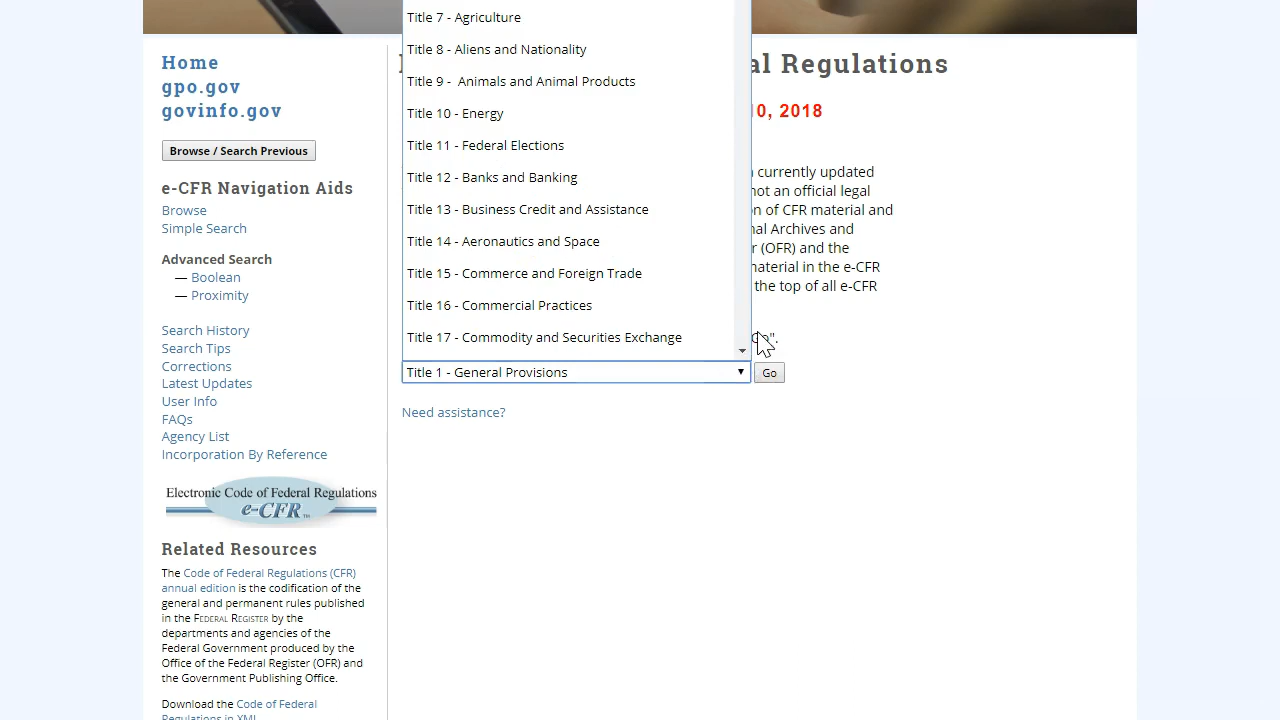 Home
gpo.gov
govinfo.gov
Browse / Search Previous
e-CFR Navigation Aids
Browse
Simple Search
Advanced Search
— Boolean
— Proximity
Search History
Search Tips
Corrections
Latest Updates
User Info
FAQs
Agency List
Incorporation By Reference
Electronic Code of Federal Regulations
e-CFR™
Related Resources
The Code of Federal Regulations (CFR)
annual edition is the codification of the
general and permanent rules published
in the Federal Register by the
departments and agencies of the
Federal Government produced by the
Office of the Federal Register (OFR) and
the Government Publishing Office.
Download the Code of Federal
Regulations in XML
Title 7 - Agriculture
Title 8 - Aliens and Nationality
Title 9 - Animals and Animal Products
Title 10 - Energy
Title 11 - Federal Elections
Title 12 - Banks and Banking
Title 13 - Business Credit and Assistance
Title 14 - Aeronautics and Space
Title 15 - Commerce and Foreign Trade
Title 16 - Commercial Practices
Title 17 - Commodity and Securities Exchange
Title 1 - General Provisions
Go
Need assistance?
al Regulations
10, 2018
currently updated
not an official legal
n of CFR material and
nal Archives and
r (OFR) and the
material in the e-CFR
the top of all e-CFR